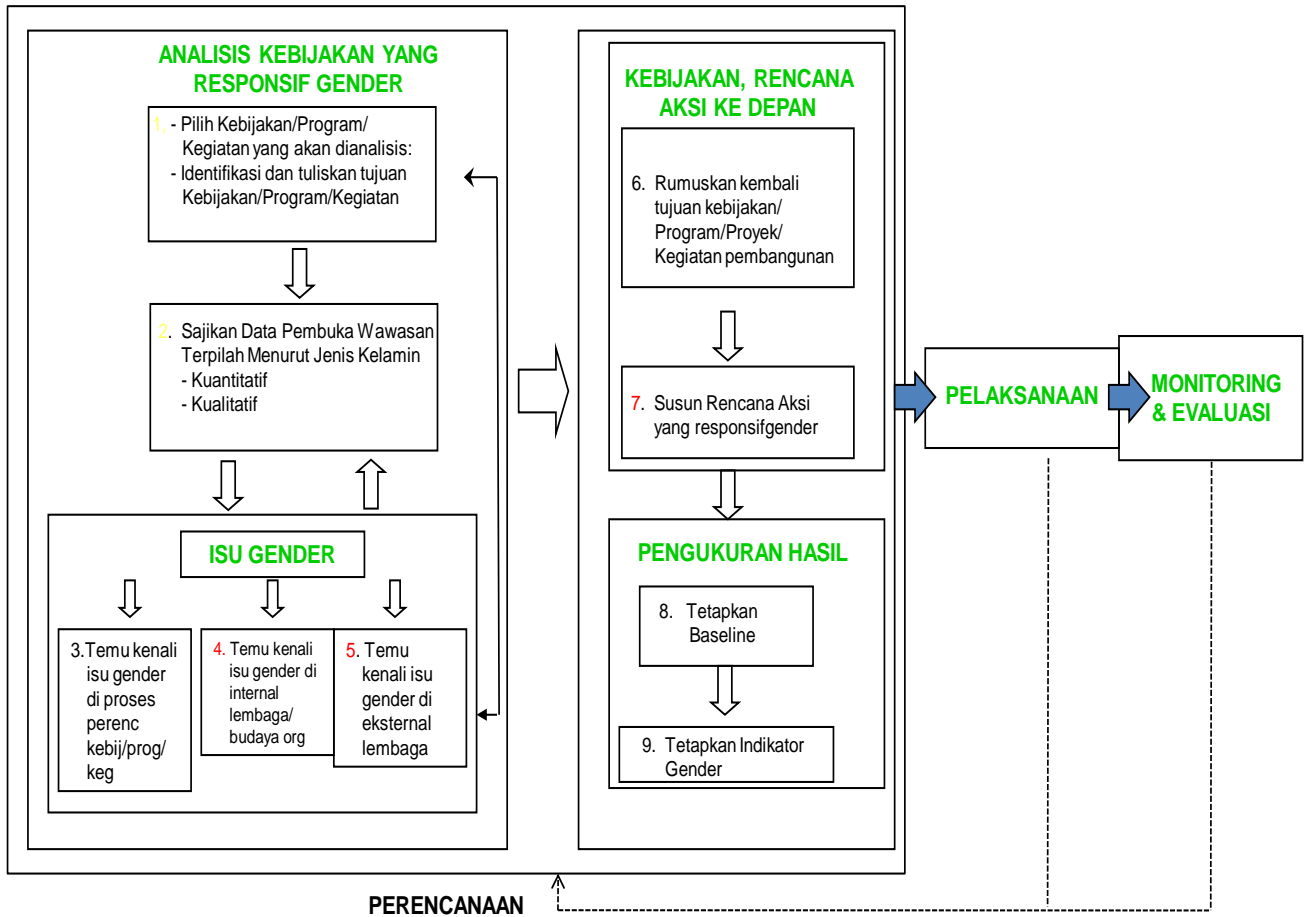 ANALISIS KEBIJAKAN YANG
RESPONSIF GENDER
1, - Pilih Kebijakan/Program/
Kegiatan yang akan dianalisis:
- Identifikasi dan tuliskan tujuan
Kebijakan/Program/Kegiatan
2. Sajikan Data Pembuka Wawasan
Terpilah Menurut Jenis Kelamin
- Kuantitatif
- Kualitatif
ISU GENDER
3.Temu kenali
isu gender
di proses
perenc
kebij/prog/
keg
4. Temu kenali
isu gender di
internal
lembaga/
budaya org
5. Temu
kenali isu
gender di
eksternal
lembaga
KEBIJAKAN, RENCANA
AKSI KE DEPAN
6. Rumuskan kembali
tujuan kebijakan/
Program/Proyek/
Kegiatan pembangunan
7. Susun Rencana Aksi
yang responsifgender
PENGUKURAN HASIL
8. Tetapkan
Baseline
9. Tetapkan Indikator
Gender
PELAKSANAAN
MONITORING
& EVALUASI
PERENCANAAN